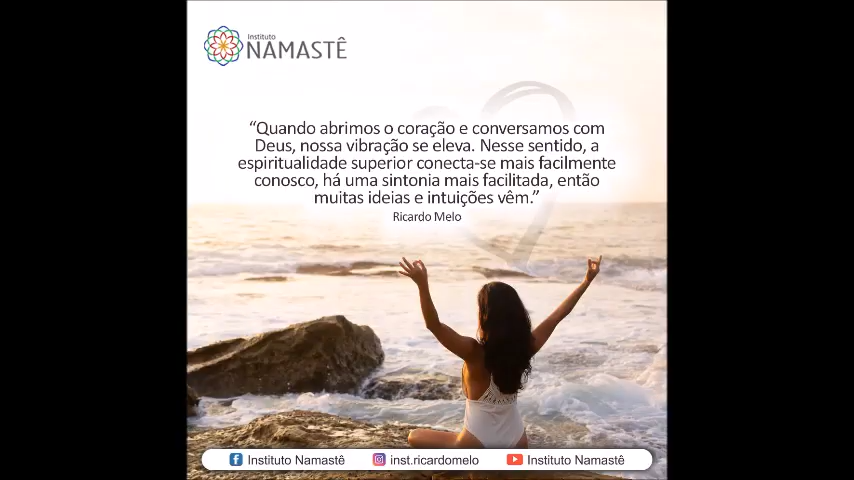 Instituto
NAMASTÊ
“Quando abrimos o coração e conversamos com
Deus, nossa vibração se eleva. Nesse sentido, a
espiritualidade superior conecta-se mais facilmente
conosco, há uma sintonia mais facilitada, então
muitas ideias e intuições vêm.”
Ricardo Melo
Instituto Namastê inst.ricardomelo Instituto Namastê